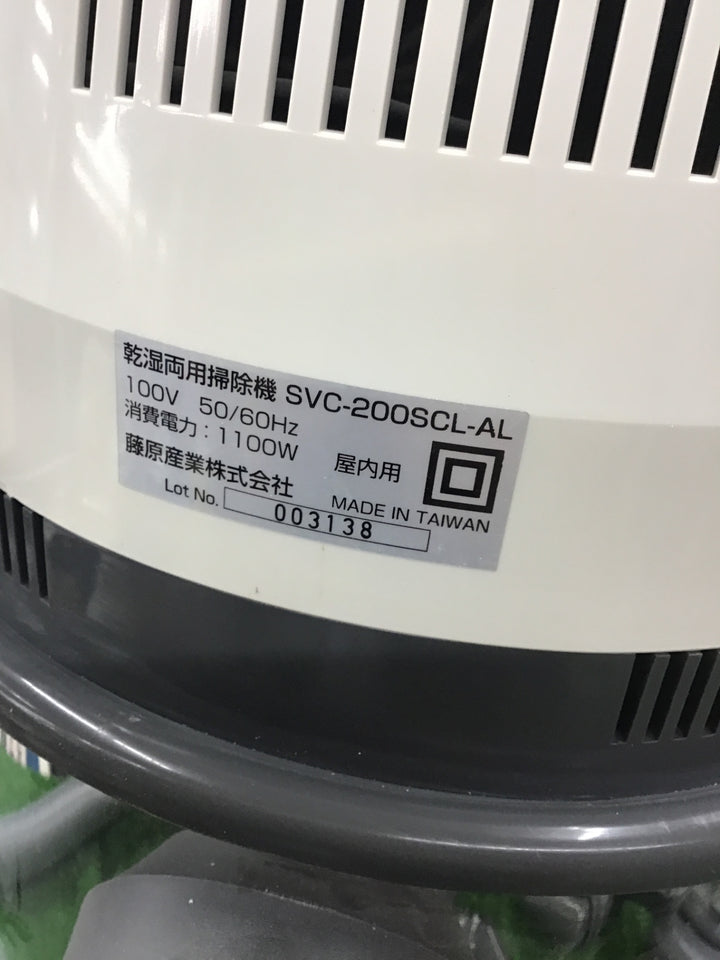 乾湿両用掃除機 SVC-200SCL-AL
100V 50/60Hz
消費電力：1100W
屋内用
藤原産業株式会社
MADE IN TAIWAN
Lot No. 003138